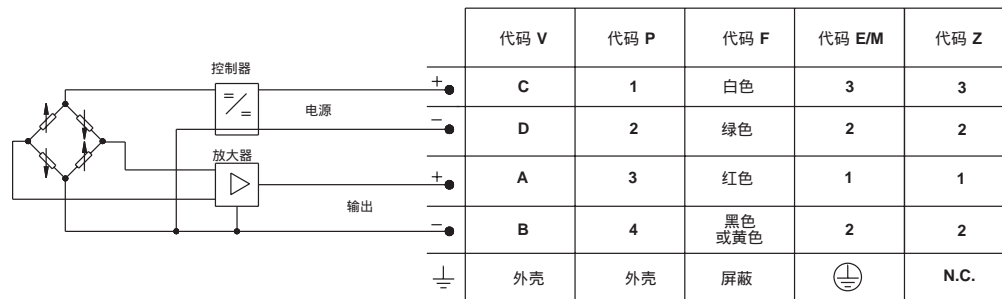 代码 V 代码 P 代码 F 代码 E/M 代码 Z
控制器
+ C 1 白色 3 3
电源
− D 2 绿色 2 2
放大器
+ A 3 红色 1 1
输出
− B 4 黑色
或黄色 2 2
外壳 外壳 屏蔽 N.C.